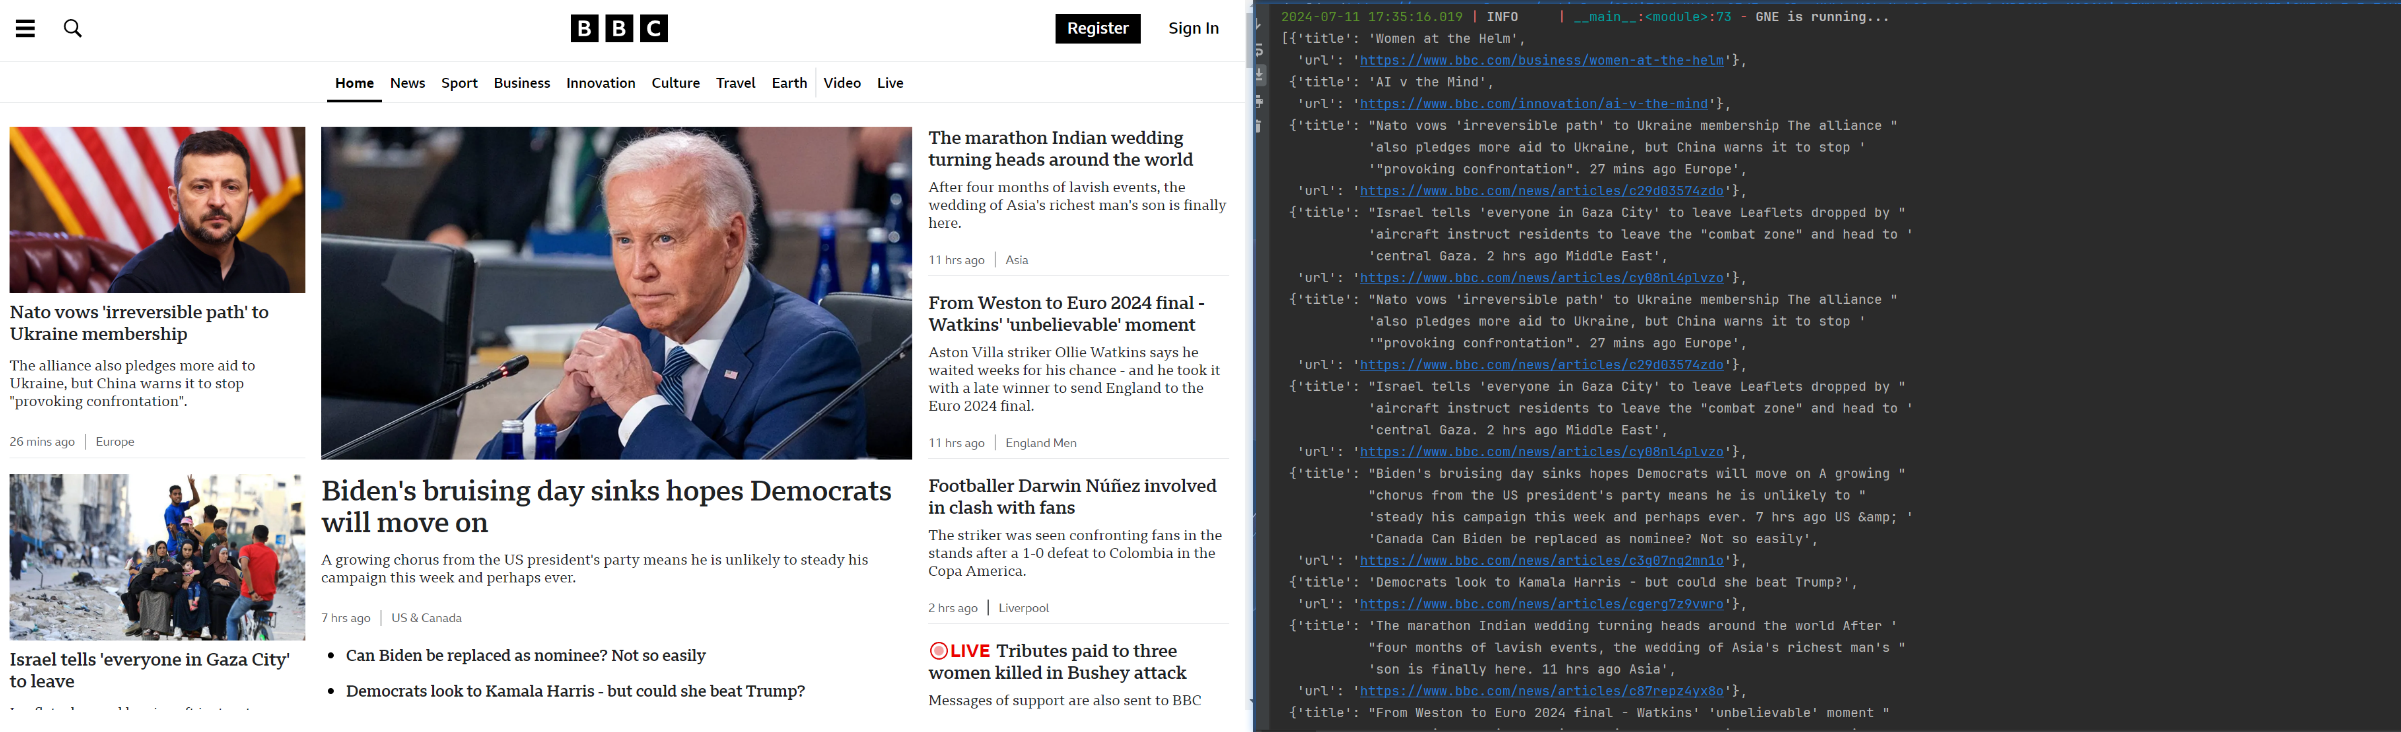 BBC
Register
Sign In
Home News Sport Business Innovation Culture Travel Earth Video Live
Nato vows 'irreversible path' to
Ukraine membership
The alliance also pledges more aid to
Ukraine, but China warns it to stop
"provoking confrontation".
26 mins ago | Europe
Israel tells 'everyone in Gaza City'
to leave
Biden's bruising day sinks hopes Democrats
will move on
A growing chorus from the US president's party means he is unlikely to steady his
campaign this week and perhaps ever.
7 hrs ago | US & Canada
• Can Biden be replaced as nominee? Not so easily
• Democrats look to Kamala Harris - but could she beat Trump?
The marathon Indian wedding
turning heads around the world
After four months of lavish events, the
wedding of Asia's richest man's son is finally
here.
11 hrs ago | Asia
From Weston to Euro 2024 final -
Watkins' 'unbelievable' moment
Aston Villa striker Ollie Watkins says he
waited weeks for his chance - and he took it
with a late winner to send England to the
Euro 2024 final.
11 hrs ago | England Men
Footballer Darwin Núñez involved
in clash with fans
The striker was seen confronting fans in the
stands after a 1-0 defeat to Colombia in the
Copa America.
2 hrs ago | Liverpool
LIVE Tributes paid to three
women killed in Bushey attack
Messages of support are also sent to BBC
2024-07-11 17:35:16.019 | INFO     | __main__:<module>:73 - GNE is running...
[{'title': 'Women at the Helm',
'url': 'https://www.bbc.com/business/women-at-the-helm'},
{'title': 'AI v the Mind',
'url': 'https://www.bbc.com/innovation/ai-v-the-mind'},
{'title': "Nato vows 'irreversible path' to Ukraine membership The alliance "
'also pledges more aid to Ukraine, but China warns it to stop '
'"provoking confrontation". 27 mins ago Europe',
'url': 'https://www.bbc.com/news/articles/c29d03574zdo'},
{'title': "Israel tells 'everyone in Gaza City' to leave Leaflets dropped by "
'aircraft instruct residents to leave the "combat zone" and head to '
'central Gaza. 2 hrs ago Middle East',
'url': 'https://www.bbc.com/news/articles/cy08nl4plvzo'},
{'title': "Nato vows 'irreversible path' to Ukraine membership The alliance "
'also pledges more aid to Ukraine, but China warns it to stop '
'"provoking confrontation". 27 mins ago Europe',
'url': 'https://www.bbc.com/news/articles/c29d03574zdo'},
{'title': "Israel tells 'everyone in Gaza City' to leave Leaflets dropped by "
'aircraft instruct residents to leave the "combat zone" and head to '
'central Gaza. 2 hrs ago Middle East',
'url': 'https://www.bbc.com/news/articles/cy08nl4plvzo'},
{'title': "Biden's bruising day sinks hopes Democrats will move on A growing "
"chorus from the US president's party means he is unlikely to "
'steady his campaign this week and perhaps ever. 7 hrs ago US &amp; '
'Canada Can Biden be replaced as nominee? Not so easily',
'url': 'https://www.bbc.com/news/articles/c3g07ng2mn1o'},
{'title': 'Democrats look to Kamala Harris - but could she beat Trump?',
'url': 'https://www.bbc.com/news/articles/cgerg7z9vwro'},
{'title': 'The marathon Indian wedding turning heads around the world After '
"four months of lavish events, the wedding of Asia's richest man's "
'son is finally here. 11 hrs ago Asia',
'url': 'https://www.bbc.com/news/articles/c87repz4yx8o'},
{'title': "From Weston to Euro 2024 final - Watkins' 'unbelievable' moment "